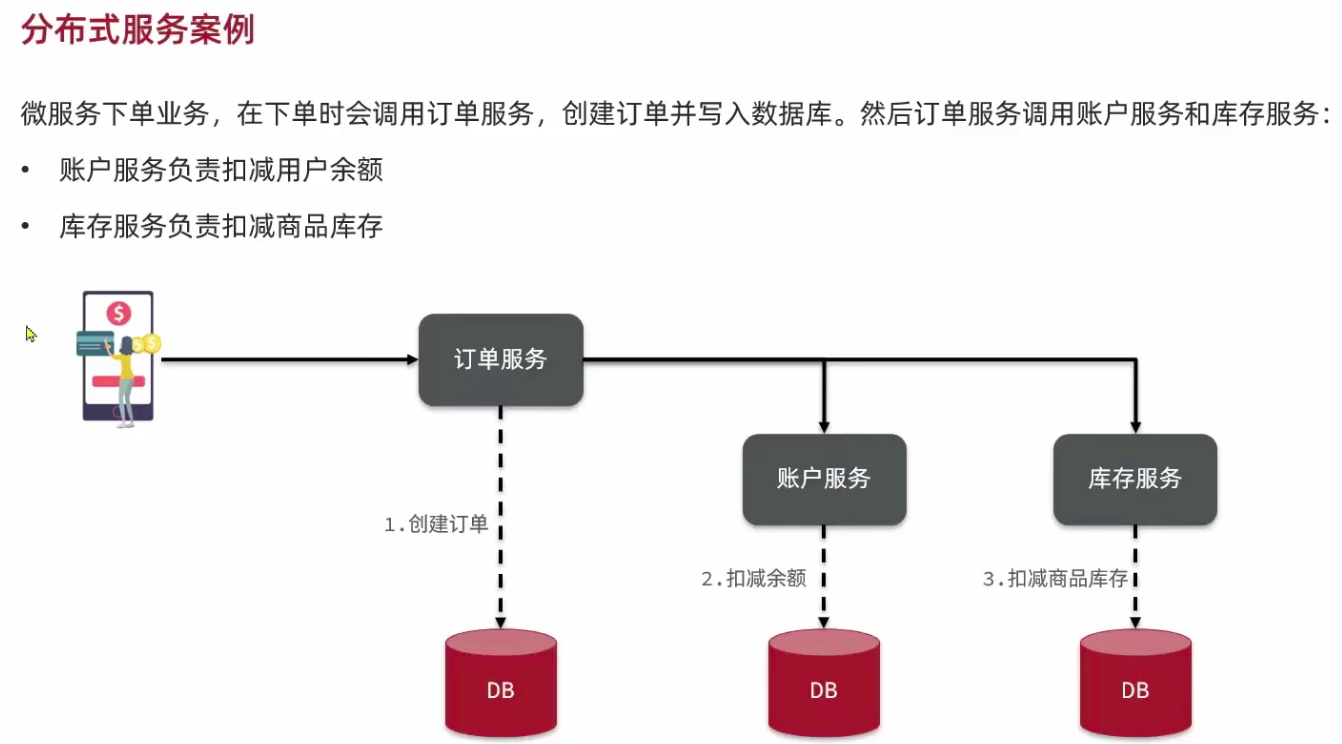 分布式服务案例
微服务下单业务，在下单时会调用订单服务，创建订单并写入数据库。然后订单服务调用账户服务和库存服务：
• 账户服务负责扣减用户余额
• 库存服务负责扣减商品库存
$
$
订单服务
账户服务
库存服务
1.创建订单
2.扣减余额
3.扣减商品库存
DB
DB
DB